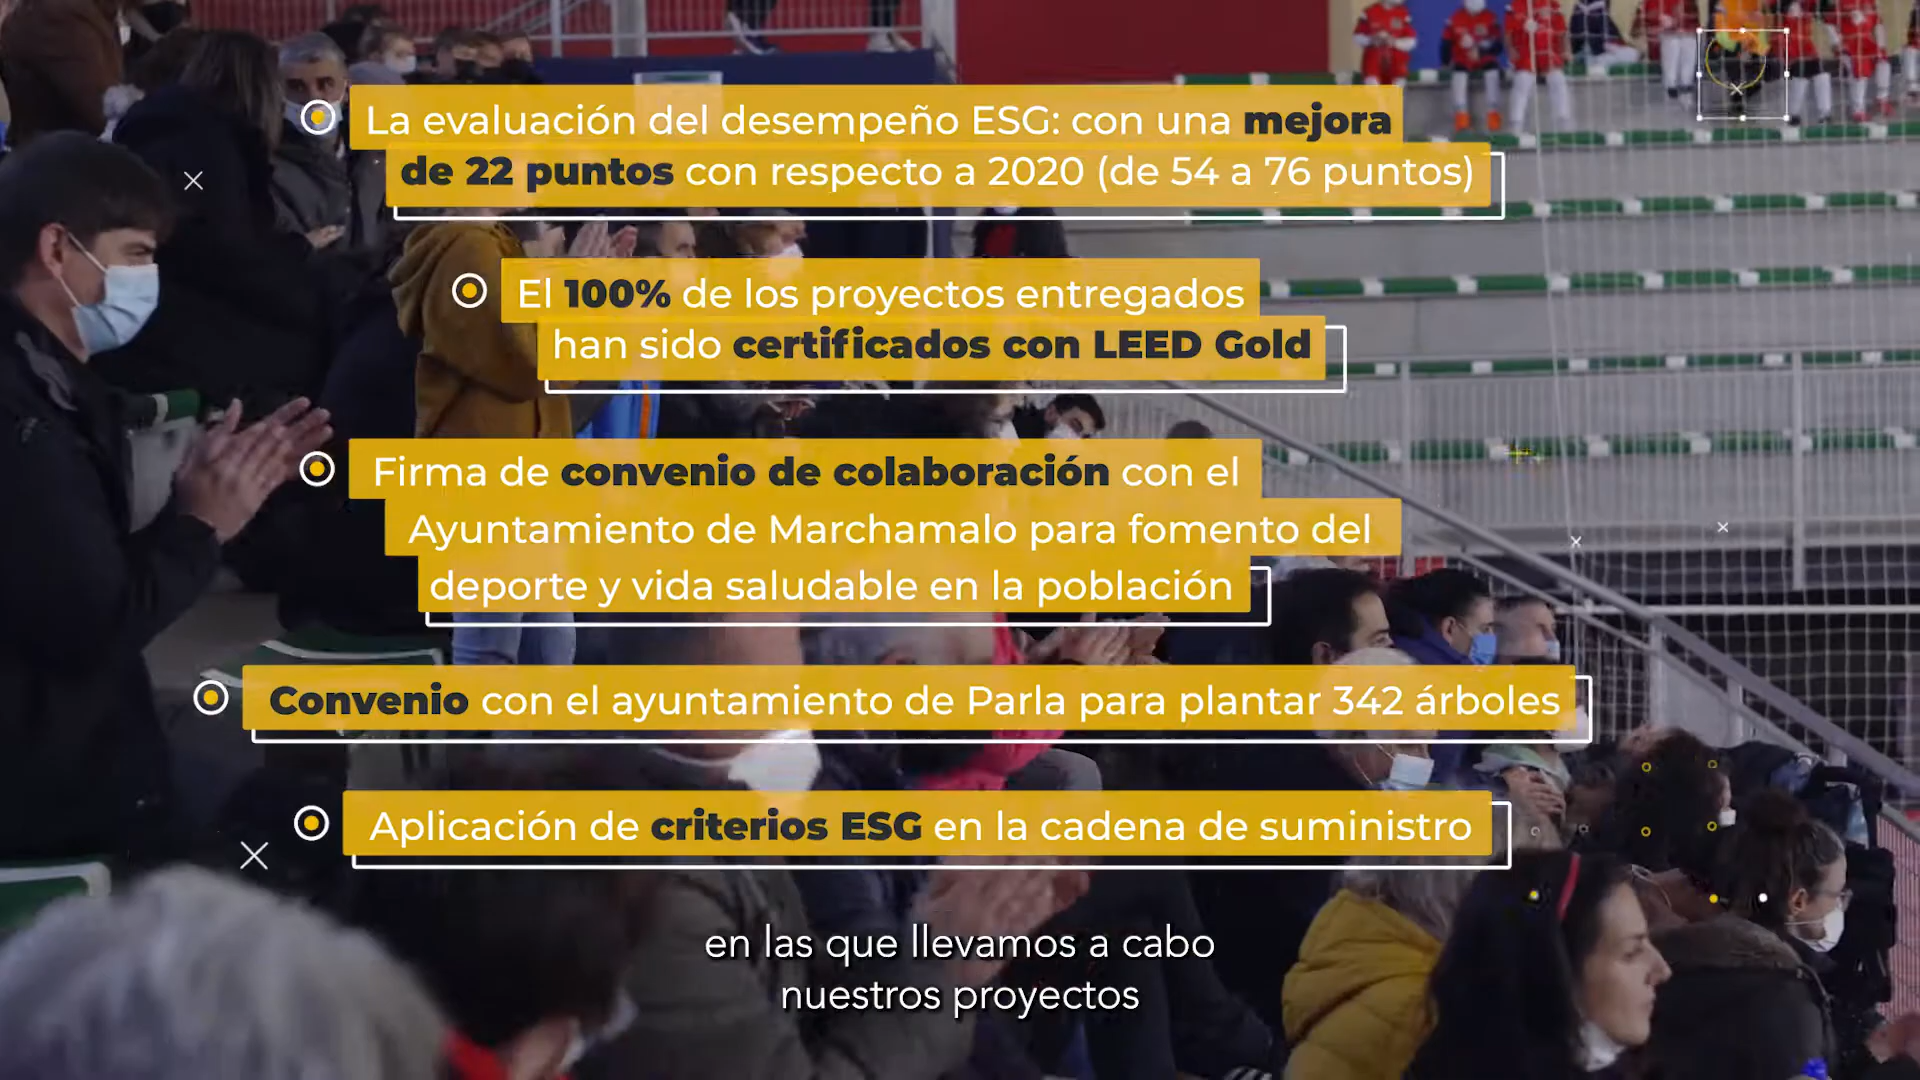 La evaluación del desempeño ESG: con una mejora
de 22 puntos con respecto a 2020 (de 54 a 76 puntos)
El 100% de los proyectos entregados
han sido certificados con LEED Gold
Firma de convenio de colaboración con el
Ayuntamiento de Marchamalo para fomento del
deporte y vida saludable en la población
Convenio con el ayuntamiento de Parla para plantar 342 árboles
Aplicación de criterios ESG en la cadena de suministro
en las que llevamos a cabo
nuestros proyectos